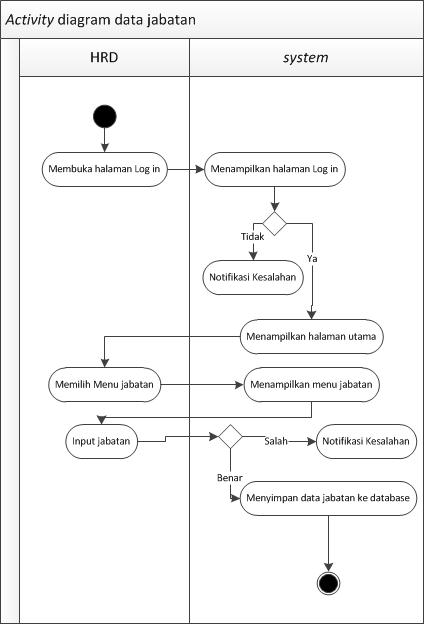 Activity diagram data jabatan
HRD
system
Membuka halaman Log in
Menampilkan halaman Log in
Tidak
Ya
Notifikasi Kesalahan
Menampilkan halaman utama
Memilih Menu jabatan
Menampilkan menu jabatan
Input jabatan
Salah
Notifikasi Kesalahan
Benar
Menyimpan data jabatan ke database